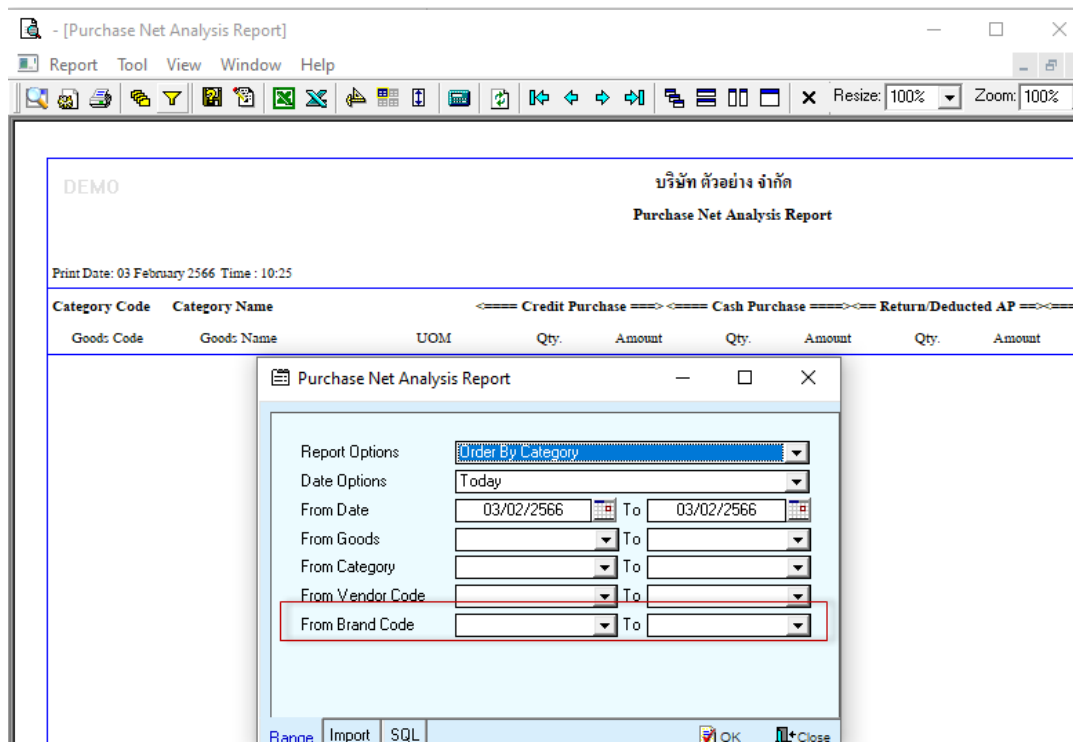 - [Purchase Net Analysis Report]
Report Tool View Window Help
Resize: 100% Zoom: 100%
DEMO
บริษัท ตัวอย่าง จำกัด
Purchase Net Analysis Report
Print Date: 03 February 2566 Time : 10:25
Category Code Category Name <==== Credit Purchase ===> <==== Cash Purchase ====><== Return/Deducted AP ==><===
Goods Code Goods Name UOM Qty. Amount Qty. Amount Qty. Amount
Purchase Net Analysis Report
Report Options Order By Category
Date Options Today
From Date 03/02/2566 To 03/02/2566
From Goods To
From Category To
From Vendor Code To
From Brand Code To
Range Import SQL OK Close